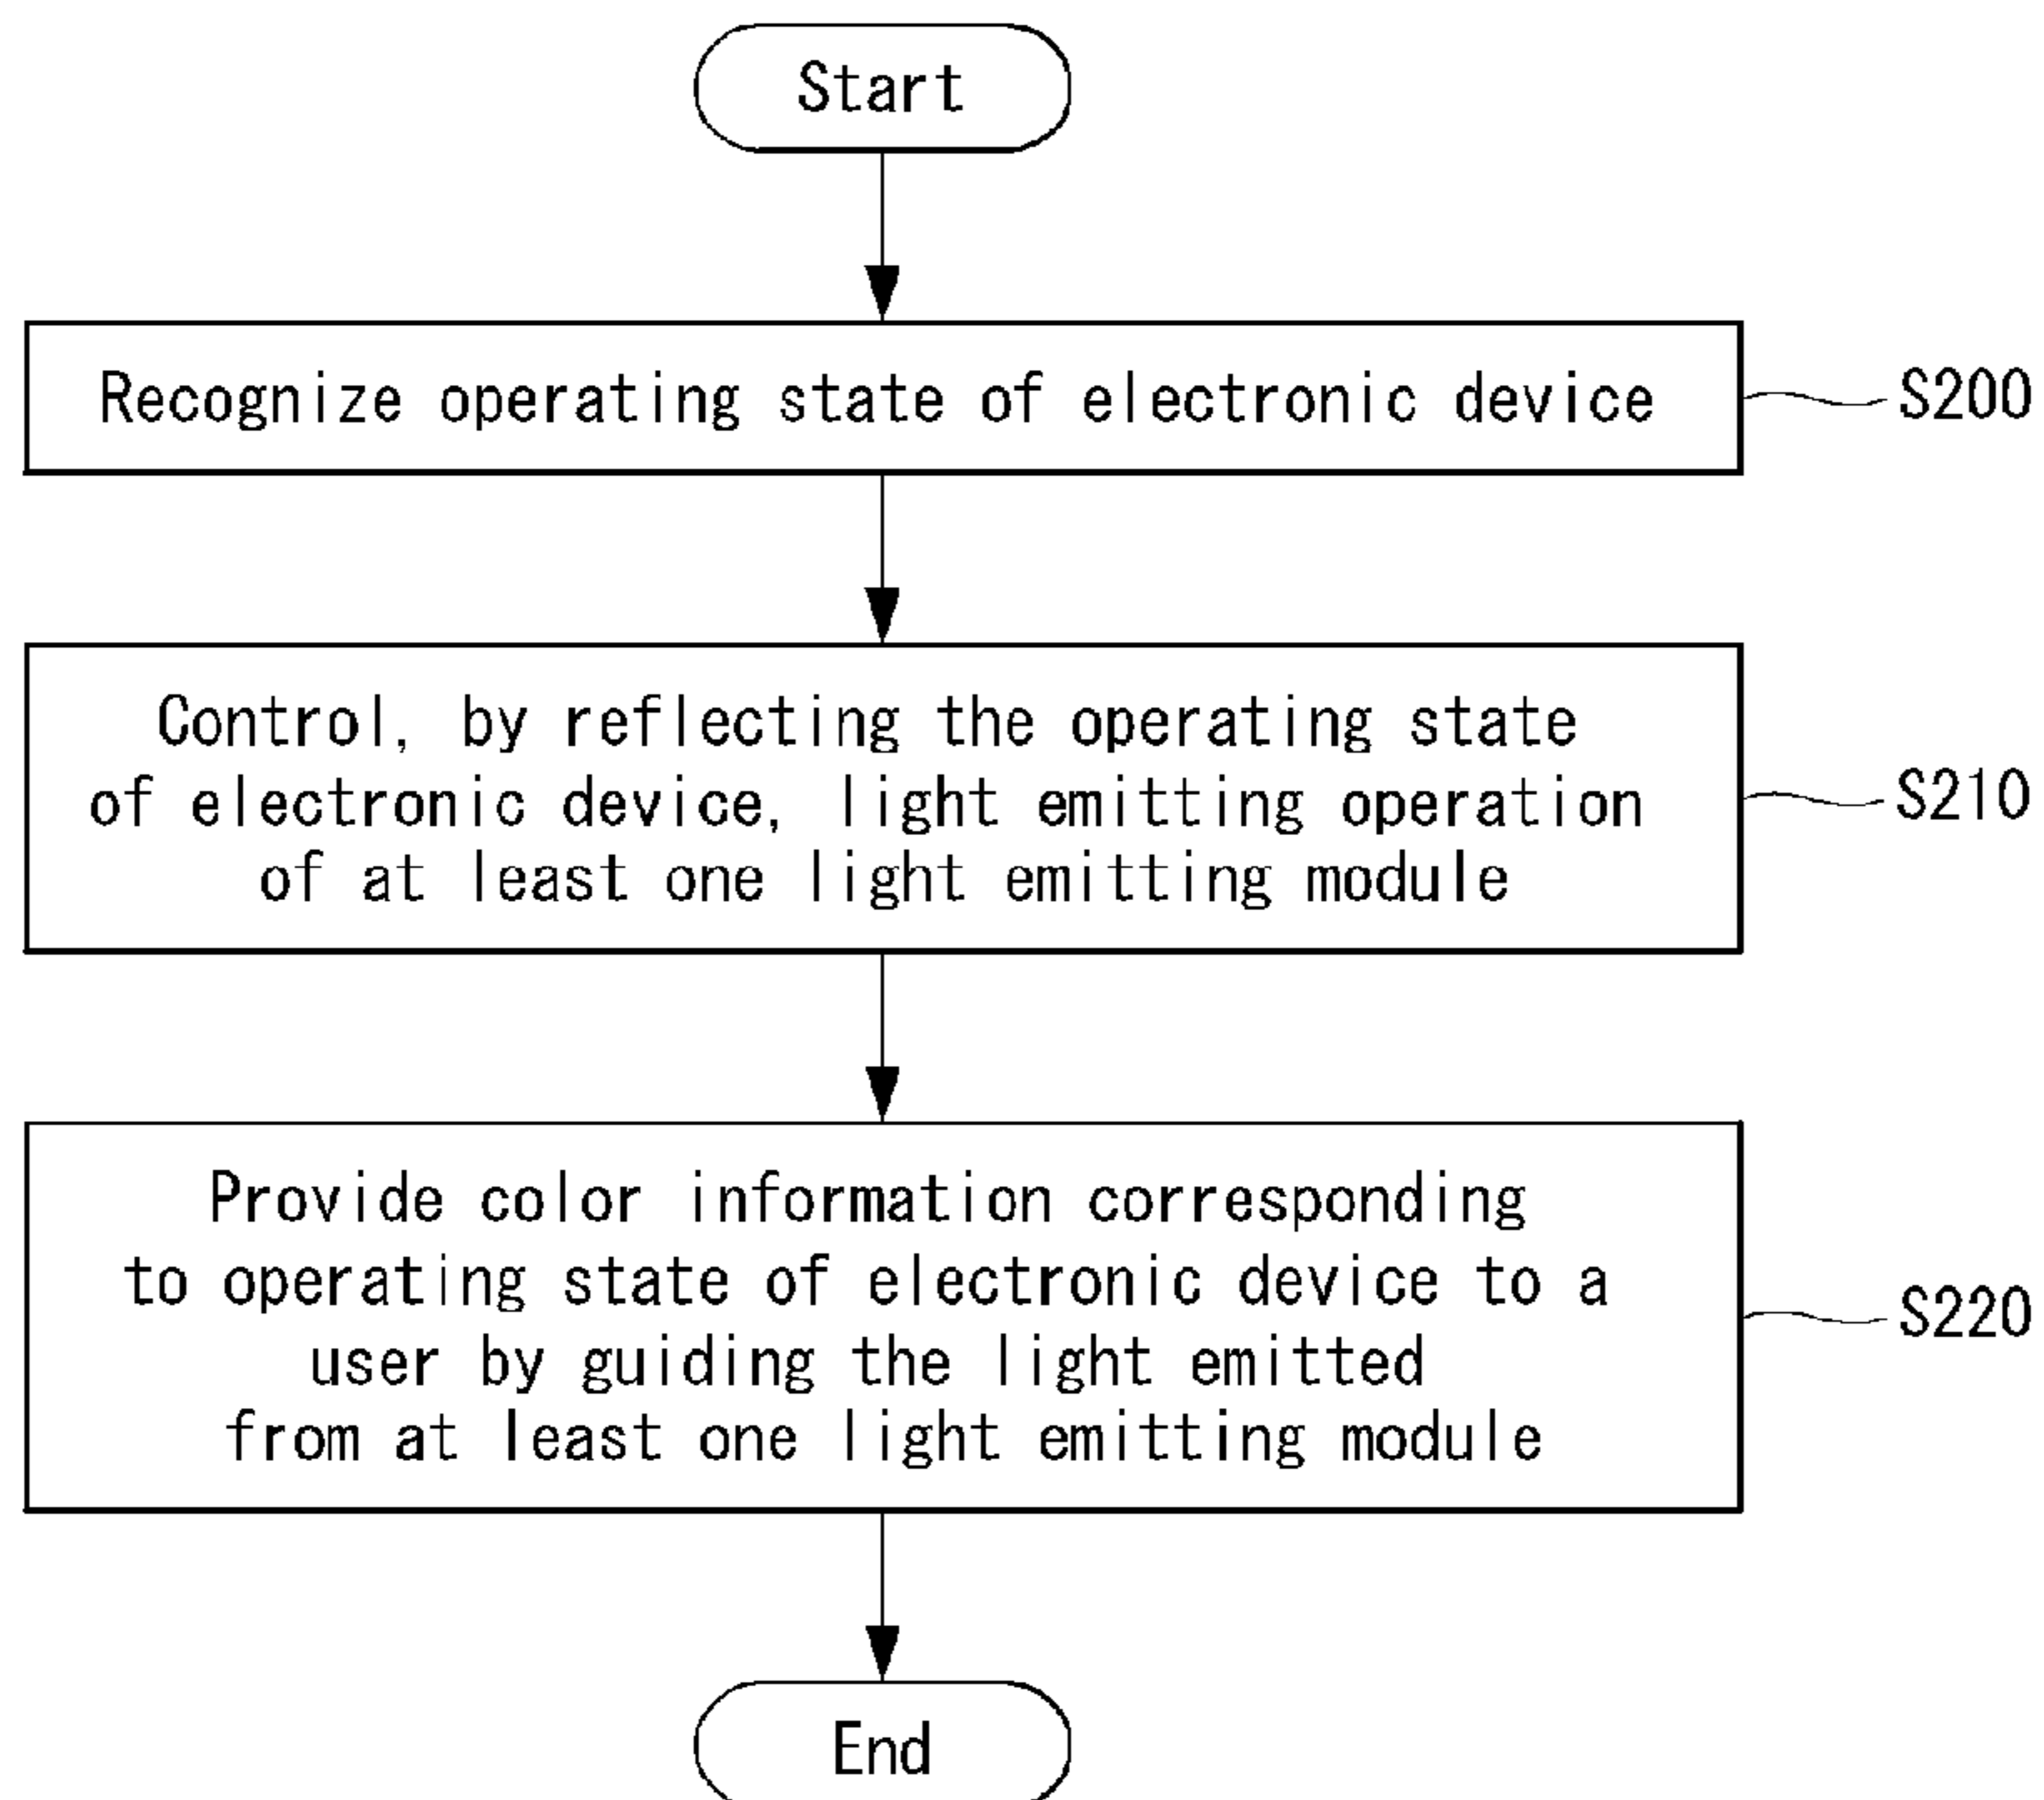 Start
Recognize operating state of electronic device
S200
Control, by reflecting the operating state
of electronic device, light emitting operation
of at least one light emitting module
S210
Provide color information corresponding
to operating state of electronic device to a
user by guiding the light emitted
from at least one light emitting module
S220
End